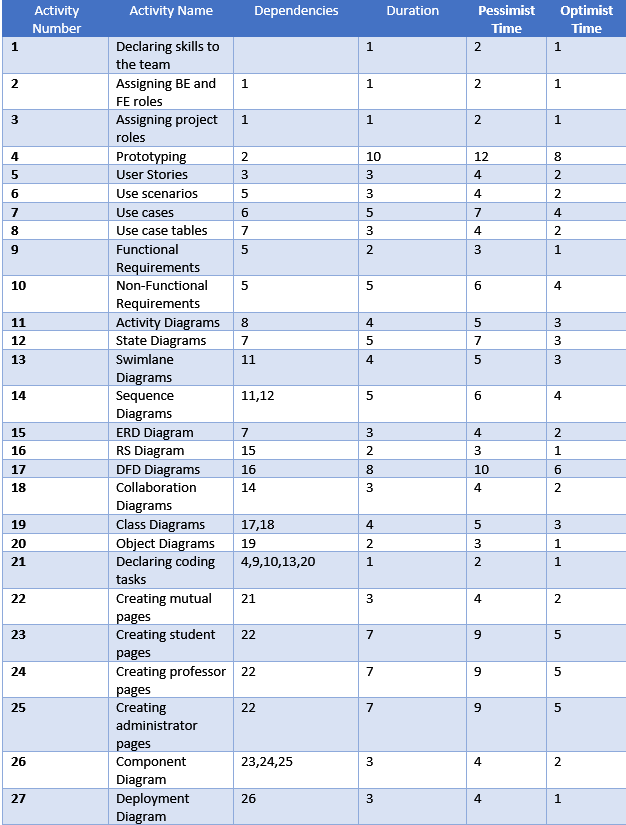 Activity Number Activity Name Dependencies Duration Pessimist Time Optimist Time
1 Declaring skills to the team 1 2 1
2 Assigning BE and FE roles 1 1 2 1
3 Assigning project roles 1 1 2 1
4 Prototyping 2 10 12 8
5 User Stories 3 3 4 2
6 Use scenarios 5 3 4 2
7 Use cases 6 5 7 4
8 Use case tables 7 3 4 2
9 Functional Requirements 5 2 3 1
10 Non-Functional Requirements 5 5 6 4
11 Activity Diagrams 8 4 5 3
12 State Diagrams 7 5 7 3
13 Swimlane Diagrams 11 4 5 3
14 Sequence Diagrams 11,12 5 6 4
15 ERD Diagram 7 3 4 2
16 RS Diagram 15 2 3 1
17 DFD Diagrams 16 8 10 6
18 Collaboration Diagrams 14 3 4 2
19 Class Diagrams 17,18 4 5 3
20 Object Diagrams 19 2 3 1
21 Declaring coding tasks 4,9,10,13,20 1 2 1
22 Creating mutual pages 21 3 4 2
23 Creating student pages 22 7 9 5
24 Creating professor pages 22 7 9 5
25 Creating administrator pages 22 7 9 5
26 Component Diagram 23,24,25 3 4 2
27 Deployment Diagram 26 3 4 1